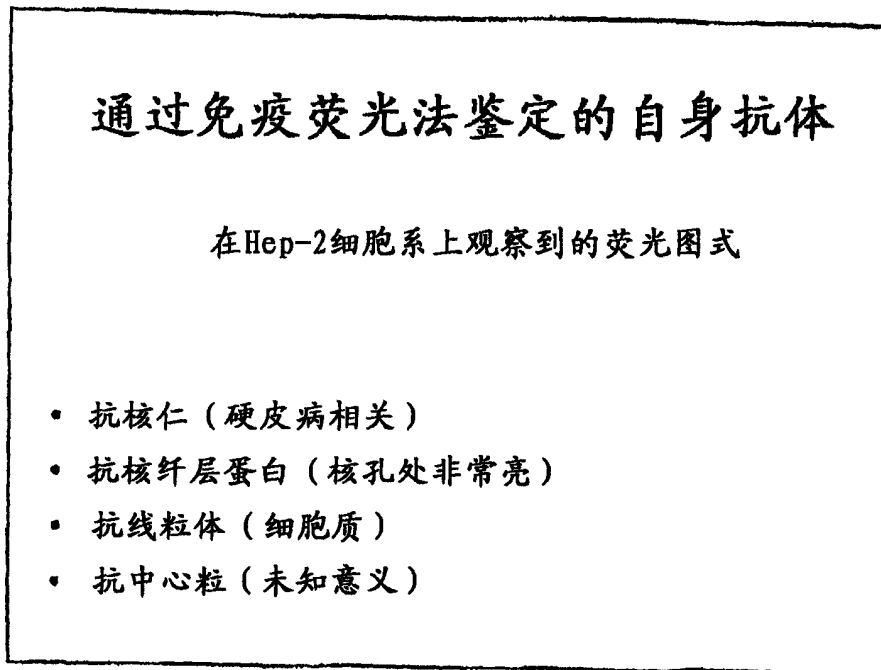 通过免疫荧光法鉴定的自身抗体
在Hep-2细胞系上观察到的荧光图式
• 抗核仁（硬皮病相关）
• 抗核纤层蛋白（核孔处非常亮）
• 抗线粒体（细胞质）
• 抗中心粒（未知意义）